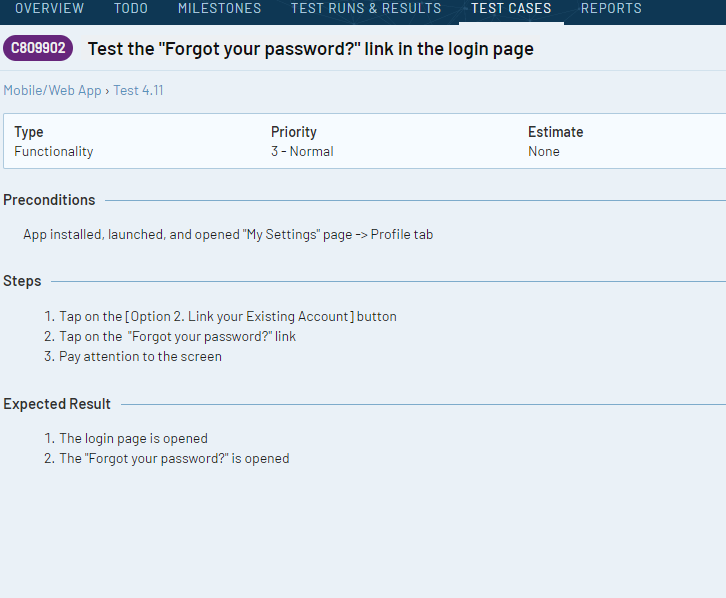 OVERVIEW TODO MILESTONES TEST RUNS & RESULTS TEST CASES REPORTS
C809902 Test the "Forgot your password?" link in the login page
Mobile/Web App › Test 4.11
Type Priority Estimate
Functionality 3 - Normal None
Preconditions
App installed, launched, and opened "My Settings" page -> Profile tab
Steps
1. Tap on the [Option 2. Link your Existing Account] button
2. Tap on the "Forgot your password?" link
3. Pay attention to the screen
Expected Result
1. The login page is opened
2. The "Forgot your password?" is opened